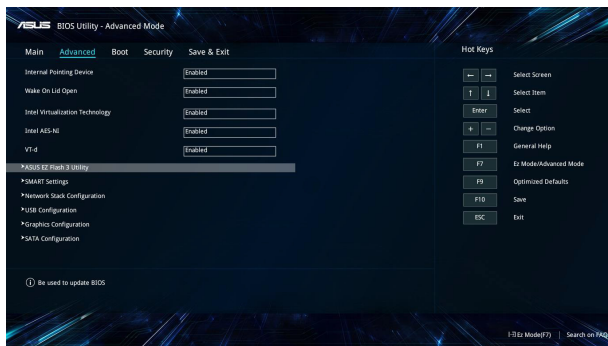 ASUS BIOS Utility - Advanced Mode
Main Advanced Boot Security Save & Exit
Internal Pointing Device Enabled
Wake On Lid Open Enabled
Intel Virtualization Technology Enabled
Intel AES-NI Enabled
VT-d Enabled
ASUS EZ Flash 3 Utility
SMART Settings
Network Stack Configuration
USB Configuration
Graphics Configuration
SATA Configuration
Be used to update BIOS
Hot Keys
← → Select Screen
↑ ↓ Select Item
Enter Select
+ − Change Option
F1 General Help
F7 Ez Mode/Advanced Mode
F9 Optimized Defaults
F10 Save
ESC Exit
Ez Mode(F7) | Search on FAQ